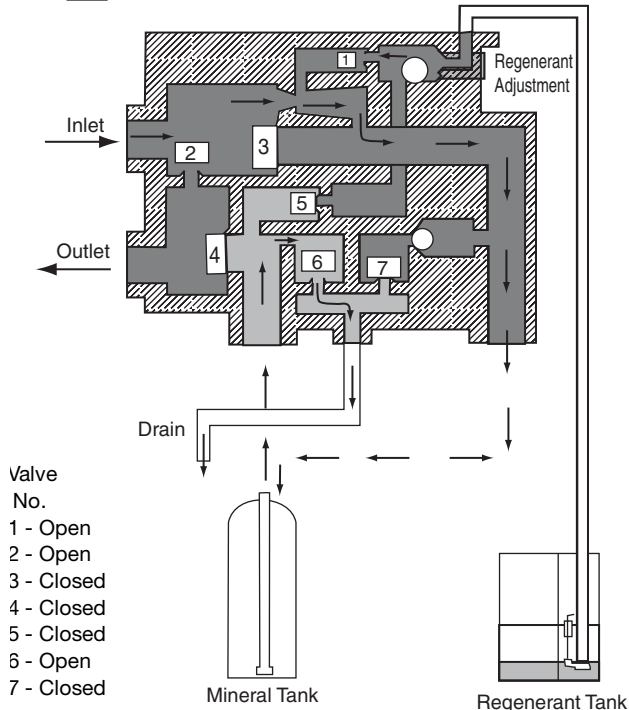 1
Regenerant
Adjustment
Inlet
2
3
5
Outlet
4
6
7
Drain
Valve
No.
1 - Open
2 - Open
3 - Closed
4 - Closed
5 - Closed
6 - Open
7 - Closed
Mineral Tank
Regenerant Tank